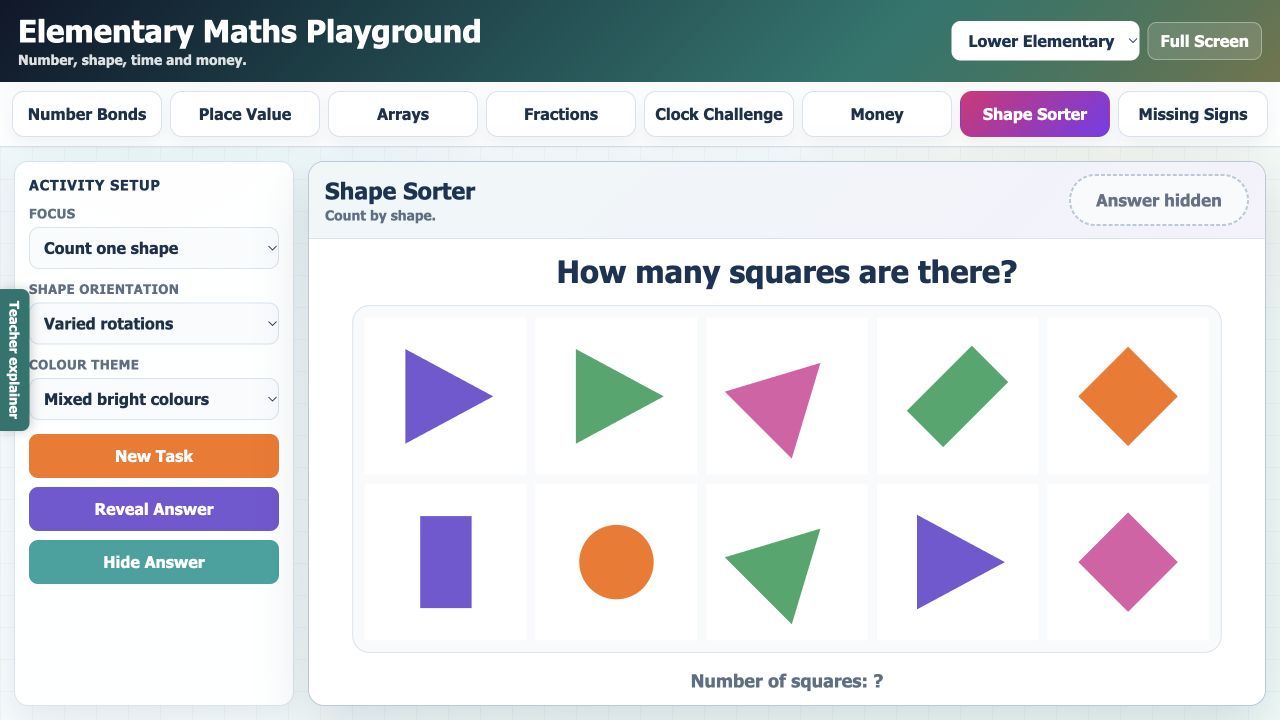 Elementary Maths Playground
Number, shape, time and money.
Lower Elementary
Full Screen
Number Bonds
Place Value
Arrays
Fractions
Clock Challenge
Money
Shape Sorter
Missing Signs
ACTIVITY SETUP
FOCUS
Count one shape
SHAPE ORIENTATION
Varied rotations
COLOUR THEME
Mixed bright colours
New Task
Reveal Answer
Hide Answer
Teacher explainer
Shape Sorter
Count by shape.
Answer hidden
How many squares are there?
Number of squares: ?